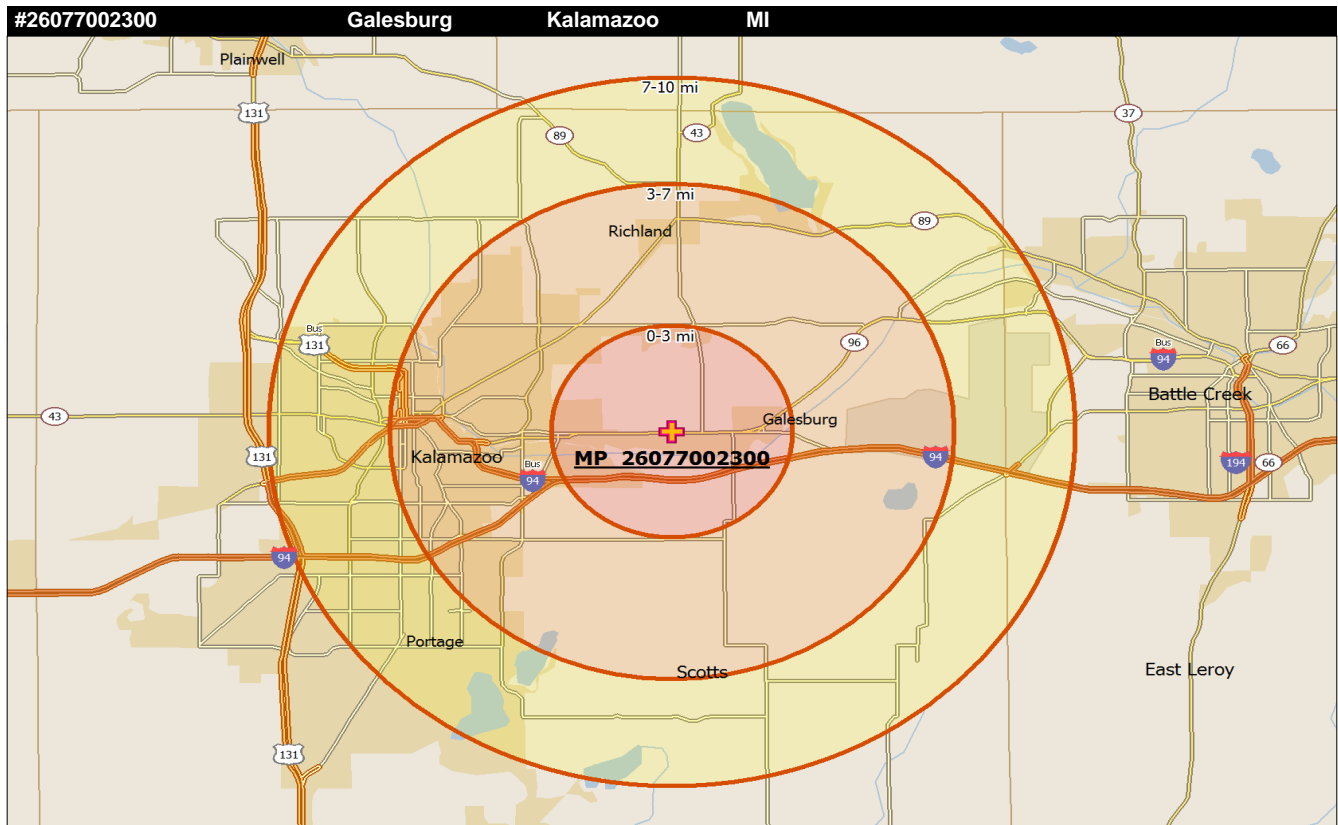 #26077002300 Galesburg Kalamazoo MI
Plainwell
7-10 mi
131
37
89
43
3-7 mi
Richland
89
Bus
131
0-3 mi
96
Bus
94
66
Battle Creek
43
Galesburg
131
Kalamazoo
Bus
94
MP 26077002300
94
194
66
94
Portage
Scotts
East Leroy
131